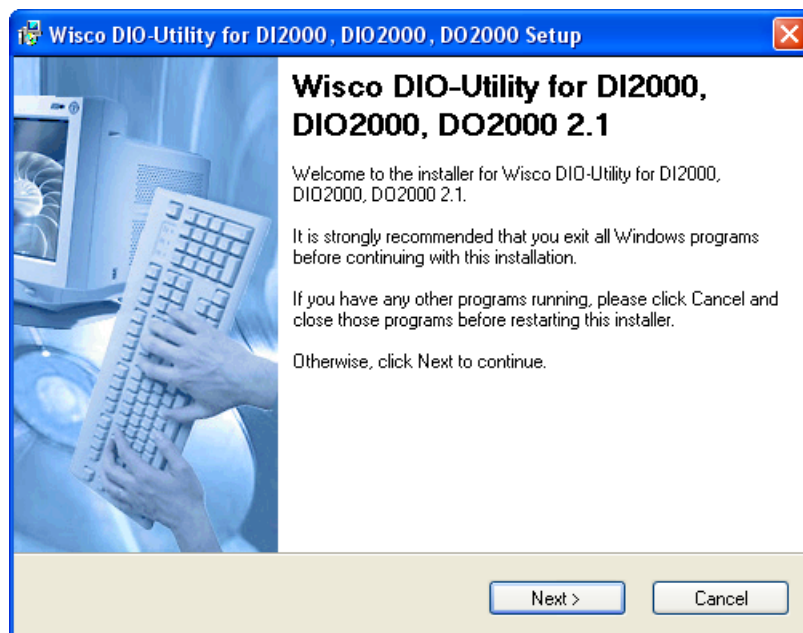 Wisco DIO-Utility for DI2000, DIO2000, DO2000 Setup
Wisco DIO-Utility for DI2000,
DIO2000, DO2000 2.1
Welcome to the installer for Wisco DIO-Utility for DI2000,
DIO2000, DO2000 2.1.
It is strongly recommended that you exit all Windows programs
before continuing with this installation.
If you have any other programs running, please click Cancel and
close those programs before restarting this installer.
Otherwise, click Next to continue.
Next >
Cancel